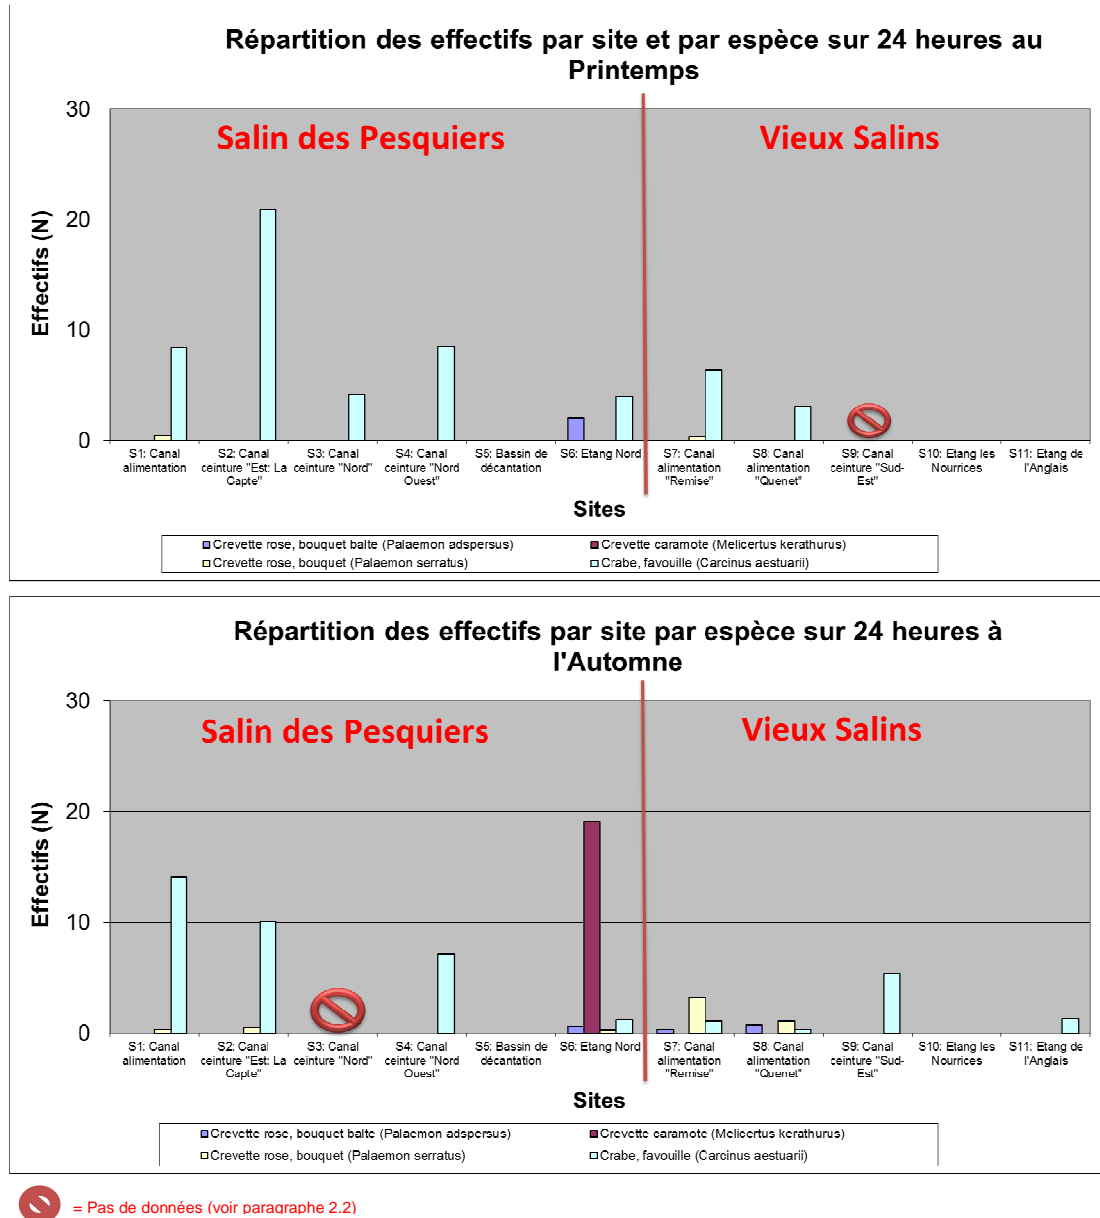 Répartition des effectifs par site et par espèce sur 24 heures au
Printemps
30
Salin des Pesquiers
Vieux Salins
20
Effectifs (N)
10
0
S1: Canal alimentation
S2: Canal ceinture "Est: La Capte"
S3: Canal ceinture "Nord"
S4: Canal ceinture "Nord Ouest"
S5: Bassin de décantation
S6: Etang Nord
S7: Canal alimentation "Remise"
S8: Canal alimentation "Quenet"
S9: Canal ceinture "Sud-Est"
S10: Etang les Nourrices
S11: Etang de l'Anglais
Sites
Crevette rose, bouquet balte (Palaemon adspersus)
Crevette caramote (Melicertus kerathurus)
Crevette rose, bouquet (Palaemon serratus)
Crabe, favouille (Carcinus aestuarii)
Répartition des effectifs par site par espèce sur 24 heures à
l'Automne
30
Salin des Pesquiers
Vieux Salins
20
Effectifs (N)
10
0
S1: Canal alimentation
S2: Canal ceinture "Est: La Capte"
S3: Canal ceinture "Nord"
S4: Canal ceinture "Nord Ouest"
S5: Bassin de décantation
S6: Etang Nord
S7: Canal alimentation "Remise"
S8: Canal alimentation "Quenet"
S9: Canal ceinture "Sud-Est"
S10: Etang les Nourrices
S11: Etang de l'Anglais
Sites
Crevette rose, bouquet balte (Palaemon adspersus)
Crevette caramote (Melicertus kerathurus)
Crevette rose, bouquet (Palaemon serratus)
Crabe, favouille (Carcinus aestuarii)
= Pas de données (voir paragraphe 2.2)